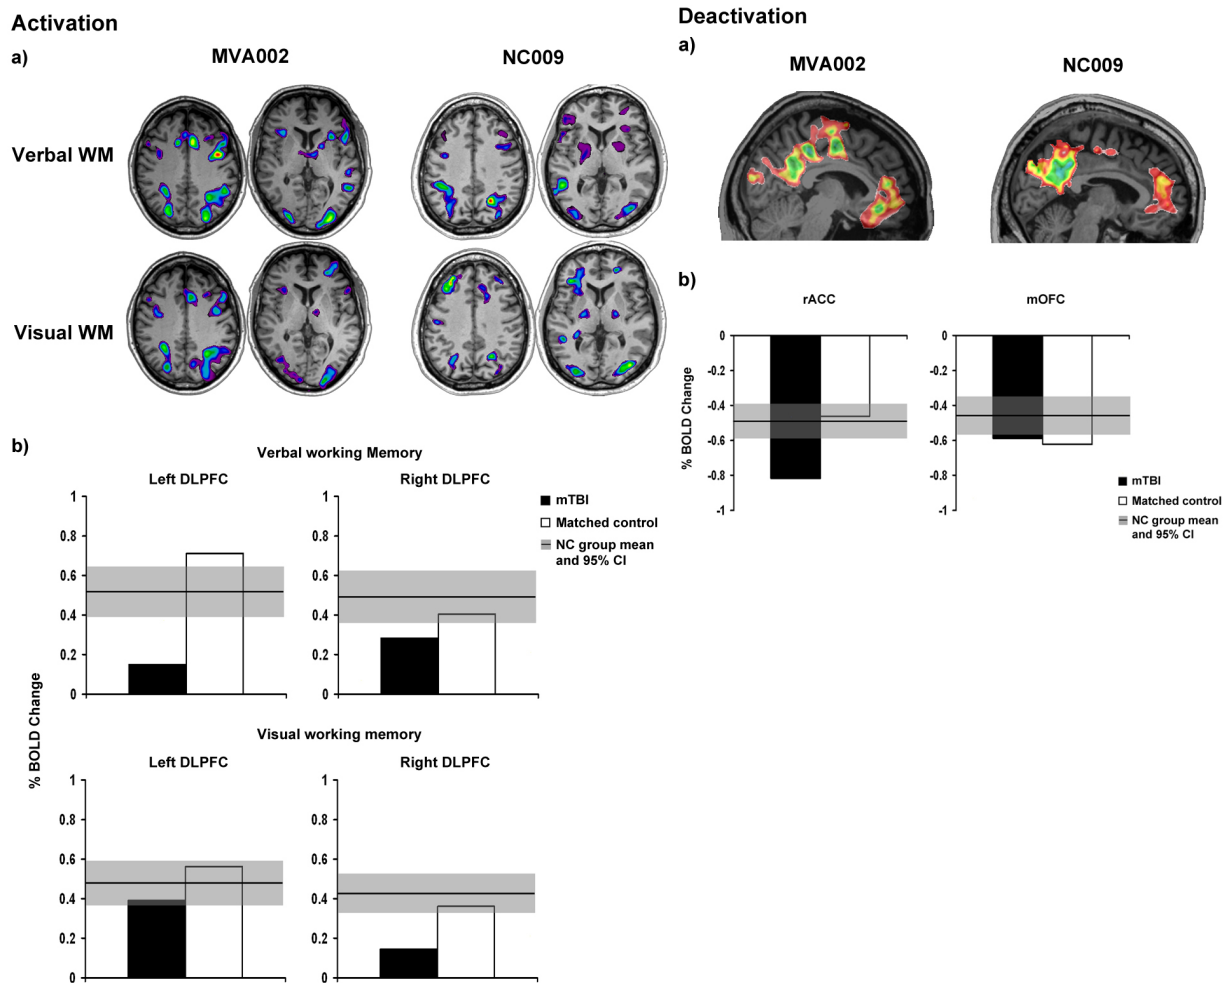 Activation
a)
MVA002
NC009
Verbal WM
Visual WM
b)
Verbal working Memory
Left DLPFC
Right DLPFC
1
0.8
0.6
0.4
0.2
0
1
0.8
0.6
0.4
0.2
0
mTBI
Matched control
NC group mean
and 95% CI
% BOLD Change
Visual working memory
Left DLPFC
Right DLPFC
1
0.8
0.6
0.4
0.2
0
1
0.8
0.6
0.4
0.2
0
Deactivation
a)
MVA002
NC009
b)
rACC
mOFC
% BOLD Change
0
-0.2
-0.4
-0.6
-0.8
-1
0
-0.2
-0.4
-0.6
-0.8
-1
mTBI
Matched control
NC group mean
and 95% CI